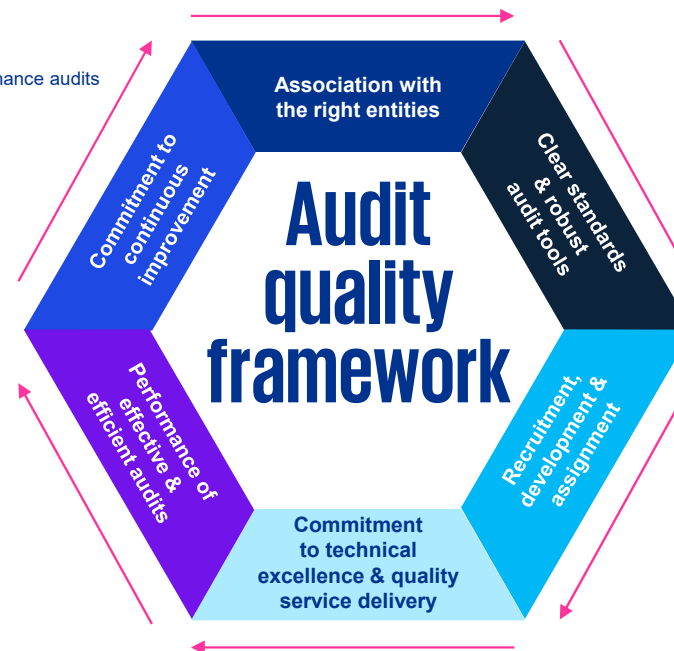 nance audits
Association with
the right entities
Clear standards
& robust
audit tools
Recruitment,
development &
assignment
Commitment
to technical
excellence & quality
service delivery
Performance of
effective &
efficient audits
Commitment to
continuous
improvement
Audit
quality
framework